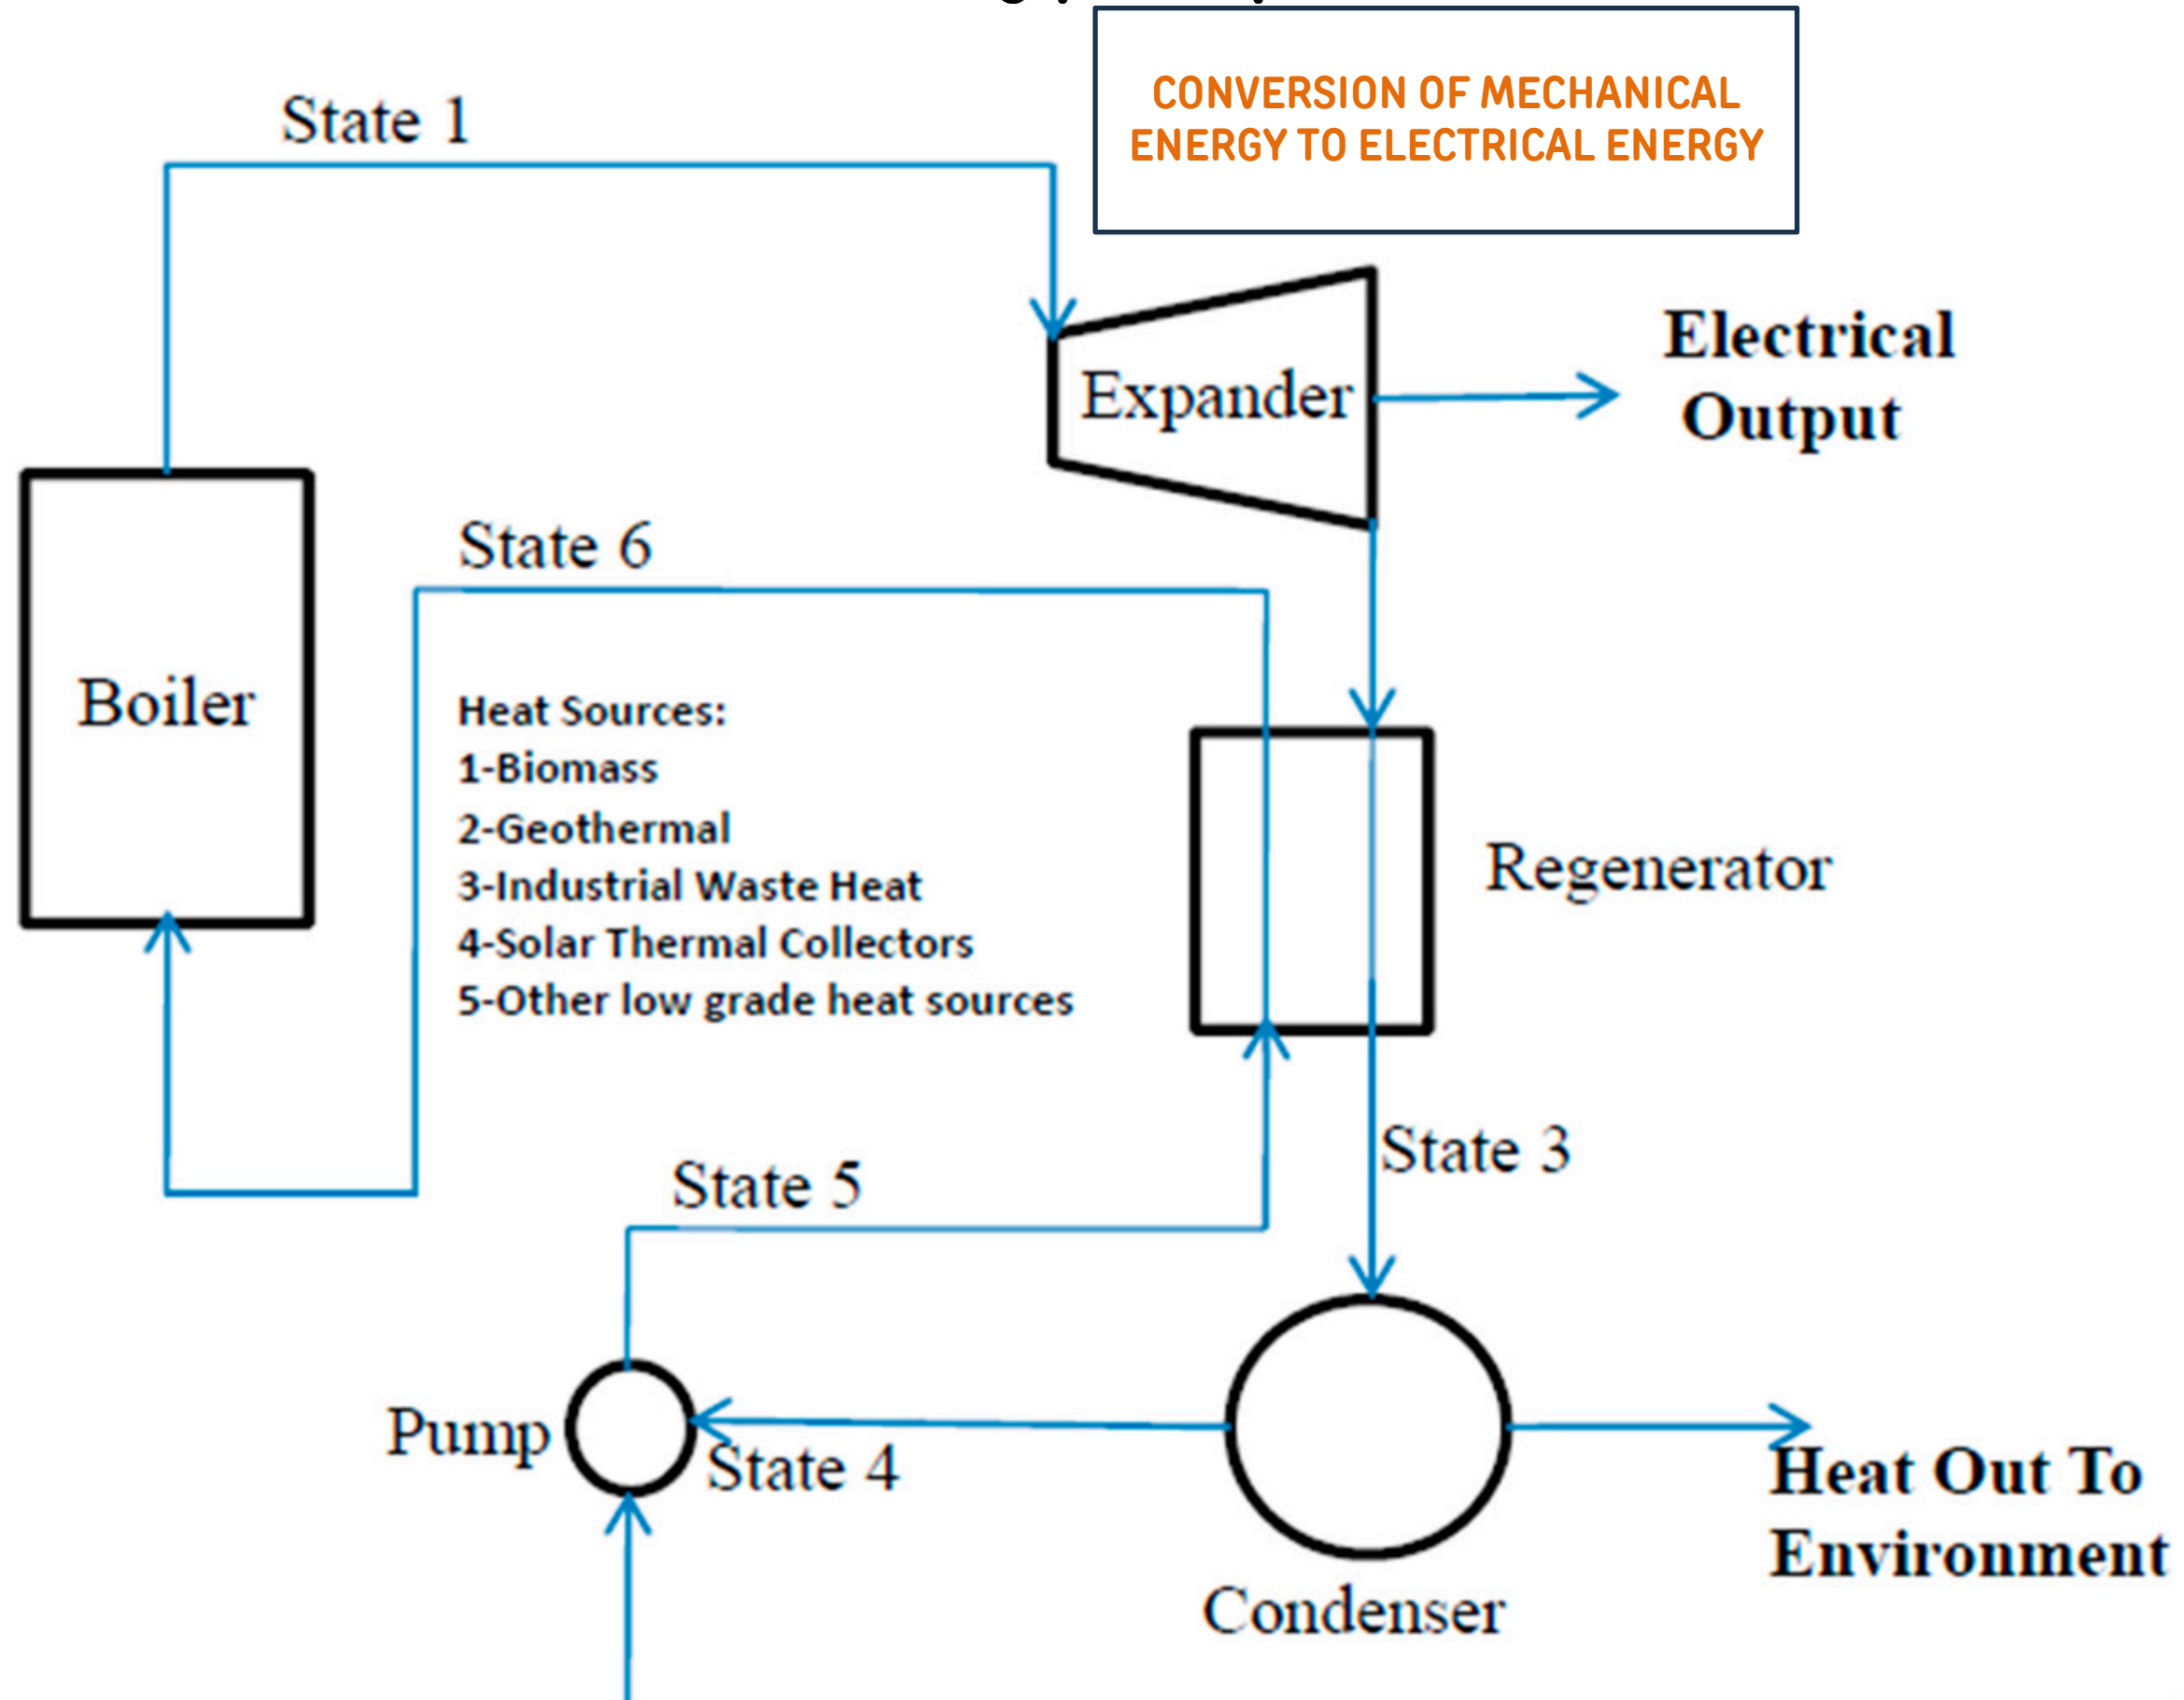 CONVERSION OF MECHANICAL
ENERGY TO ELECTRICAL ENERGY
State 1
Expander
Electrical
Output
State 6
Boiler
Heat Sources:
1-Biomass
2-Geothermal
3-Industrial Waste Heat
4-Solar Thermal Collectors
5-Other low grade heat sources
Regenerator
State 3
State 5
Pump
State 4
Heat Out To
Environment
Condenser